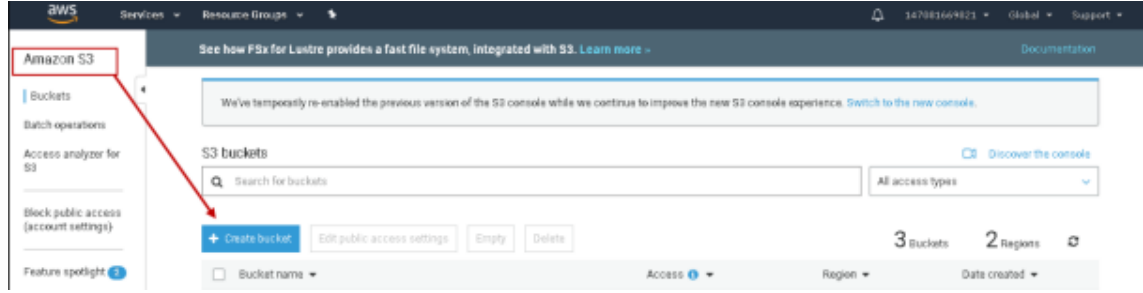 aws Services Resource Groups 147081669821 Global Support
Amazon S3
See how FSx for Lustre provides a fast file system, integrated with S3. Learn more » Documentation
Buckets
Batch operations
Access analyzer for
S3
Block public access
(account settings)
Feature spotlight 2
We've temporarily re-enabled the previous version of the S3 console while we continue to improve the new S3 console experience. Switch to the new console.
S3 buckets Discover the console
Search for buckets All access types
+ Create bucket Edit public access settings Empty Delete 3 Buckets 2 Regions
Bucket name Access Region Date created